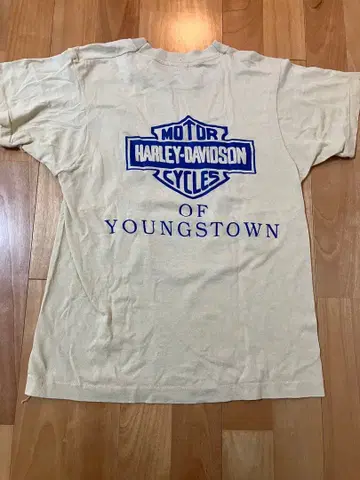 MOTOR
HARLEY-DAVIDSON
CYCLES
OF
YOUNGSTOWN